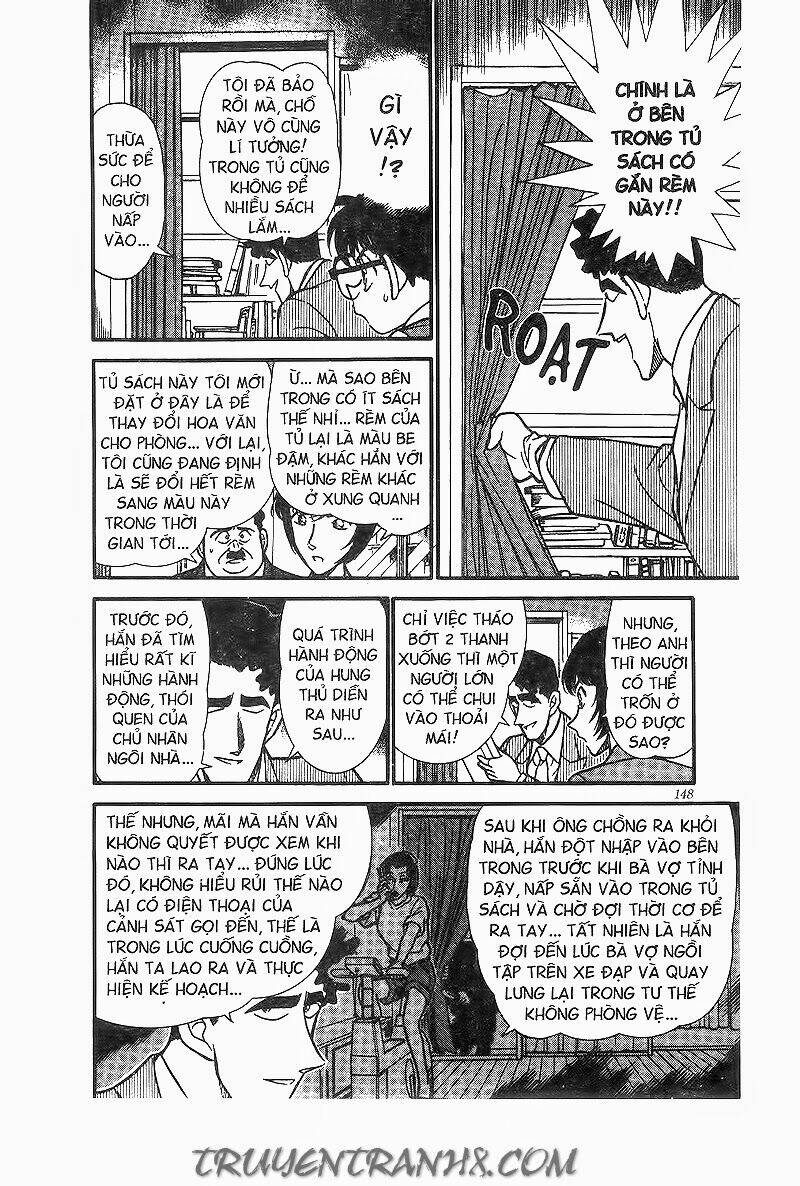 CHÍNH LÀ
Ở BÊN
TRONG TỦ
SÁCH CÓ
GẮN RÈM
NÀY!!
ROẠT
GÌ
VẬY
!?
TÔI ĐÃ BẢO
RỒI MÀ, CHỖ
NÀY VÔ CÙNG
LÍ TƯỞNG!
TRONG TỦ CŨNG
KHÔNG ĐỂ
NHIỀU SÁCH
LẮM...
THỪA
SỨC ĐỂ
CHO
NGƯỜI
NẤP
VÀO...
Ừ... MÀ SAO BÊN
TRONG CÓ ÍT SÁCH
THẾ NHỈ... RÈM CỦA
TỦ LẠI LÀ MÀU BE
ĐẬM, KHÁC HẲN VỚI
NHỮNG RÈM KHÁC
Ở XUNG QUANH
...
TỦ SÁCH NÀY TÔI MỚI
ĐẶT Ở ĐÂY LÀ ĐỂ
THAY ĐỔI HOA VĂN
CHO PHÒNG... VỚI LẠI,
TÔI CŨNG ĐANG ĐỊNH
LÀ SẼ ĐỔI HẾT RÈM
SANG MÀU NÀY
TRONG THỜI
GIAN TỚI...
NHƯNG,
THEO ANH
THÌ NGƯỜI
CÓ THỂ
TRỐN Ở
ĐÓ ĐƯỢC
SAO?
CHỈ VIỆC THÁO
BỚT 2 THANH
XUỐNG THÌ MỘT
NGƯỜI LỚN
CÓ THỂ CHUI
VÀO THOẢI
MÁI!
QUÁ TRÌNH
HÀNH ĐỘNG
CỦA HUNG
THỦ DIỄN
RA NHƯ
SAU...
TRƯỚC ĐÓ,
HẮN ĐÃ TÌM
HIỂU RẤT KĨ
NHỮNG HÀNH
ĐỘNG, THÓI
QUEN CỦA
CHỦ NHÂN
NGÔI NHÀ...
148
SAU KHI ÔNG CHỒNG RA KHỎI
NHÀ, HẮN ĐỘT NHẬP VÀO BÊN
TRONG TRƯỚC KHI BÀ VỢ TỈNH
DẬY, NẤP SẴN VÀO TRONG TỦ
SÁCH VÀ CHỜ ĐỢI THỜI CƠ ĐỂ
RA TAY... TẤT NHIÊN LÀ HẮN
ĐỢI ĐẾN LÚC BÀ VỢ NGỒI
TẬP TRÊN XE ĐẠP VÀ QUAY
LƯNG LẠI TRONG TƯ THẾ
KHÔNG PHÒNG VỆ...
THẾ NHƯNG, MÃI MÀ HẮN VẪN
KHÔNG QUYẾT ĐƯỢC XEM KHI
NÀO THÌ RA TAY... ĐÚNG LÚC
ĐÓ, KHÔNG HIỂU RỦI THẾ NÀO
LẠI CÓ ĐIỆN THOẠI CỦA
CẢNH SÁT GỌI ĐẾN, THẾ LÀ
TRONG LÚC CUỐNG CUỒNG,
HẮN TA LAO RA VÀ THỰC
HIỆN KẾ HOẠCH...
TRUYENTRANH8.COM